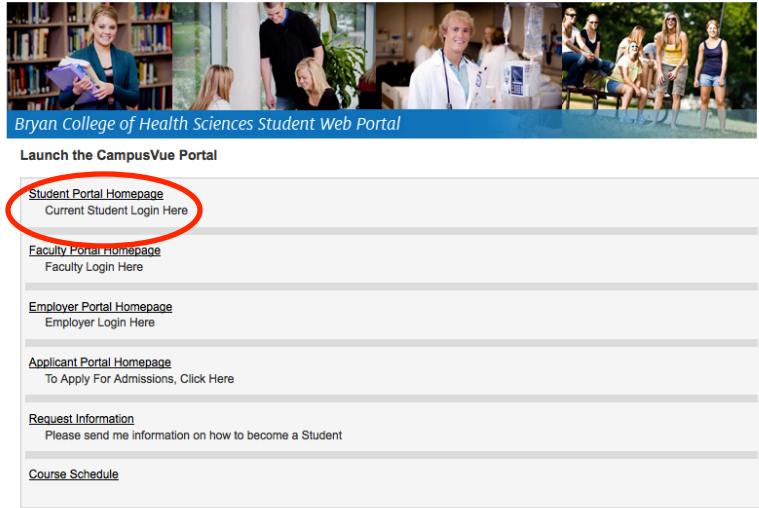 Bryan College of Health Sciences Student Web Portal
Launch the CampusVue Portal
Student Portal Homepage
Current Student Login Here
Faculty Portal Homepage
Faculty Login Here
Employer Portal Homepage
Employer Login Here
Applicant Portal Homepage
To Apply For Admissions, Click Here
Request Information
Please send me information on how to become a Student
Course Schedule